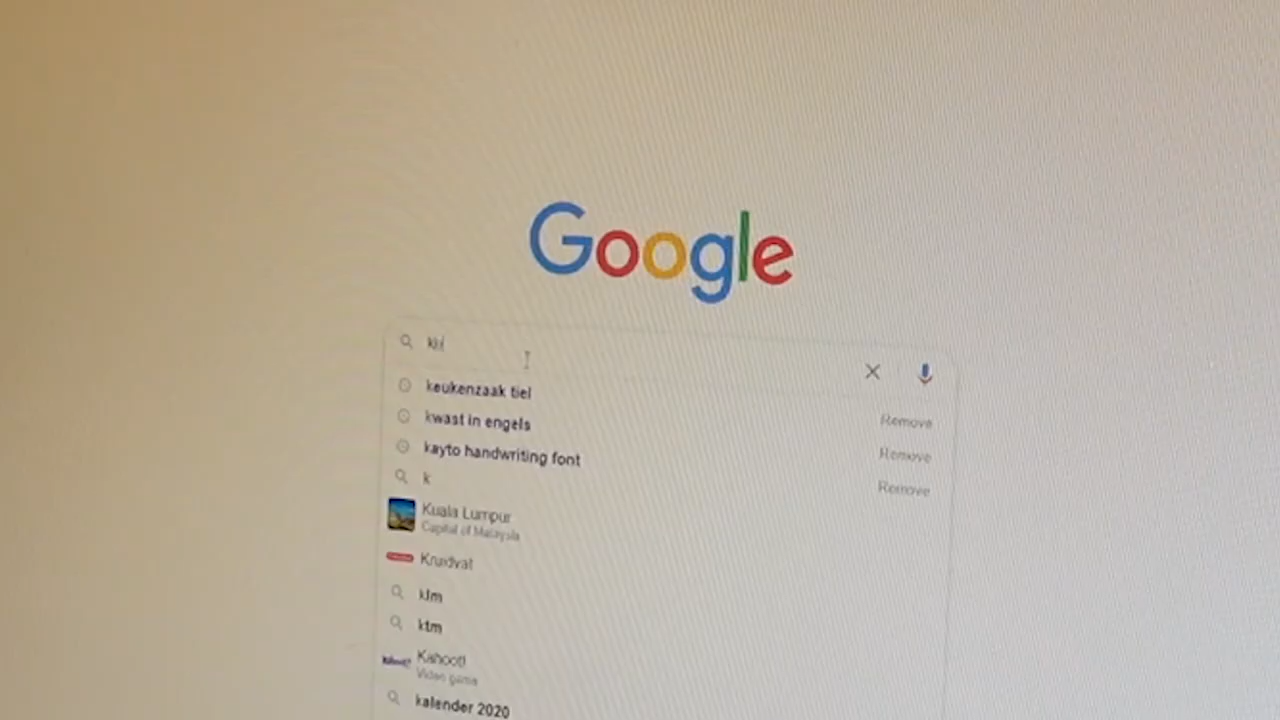 Google
keukenzaak tiel
Remove
kwast in engels
Remove
kayto handwriting font
Remove
k
Kuala Lumpur
Capital of Malaysia
Kruidvat
klm
ktm
Kahoot!
Video game
kalender 2020